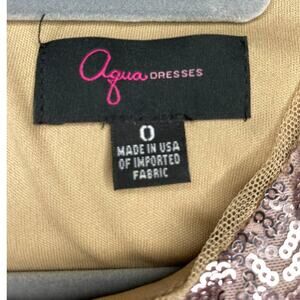 aqua DRESSES
0
MADE IN USA
OF IMPORTED
FABRIC